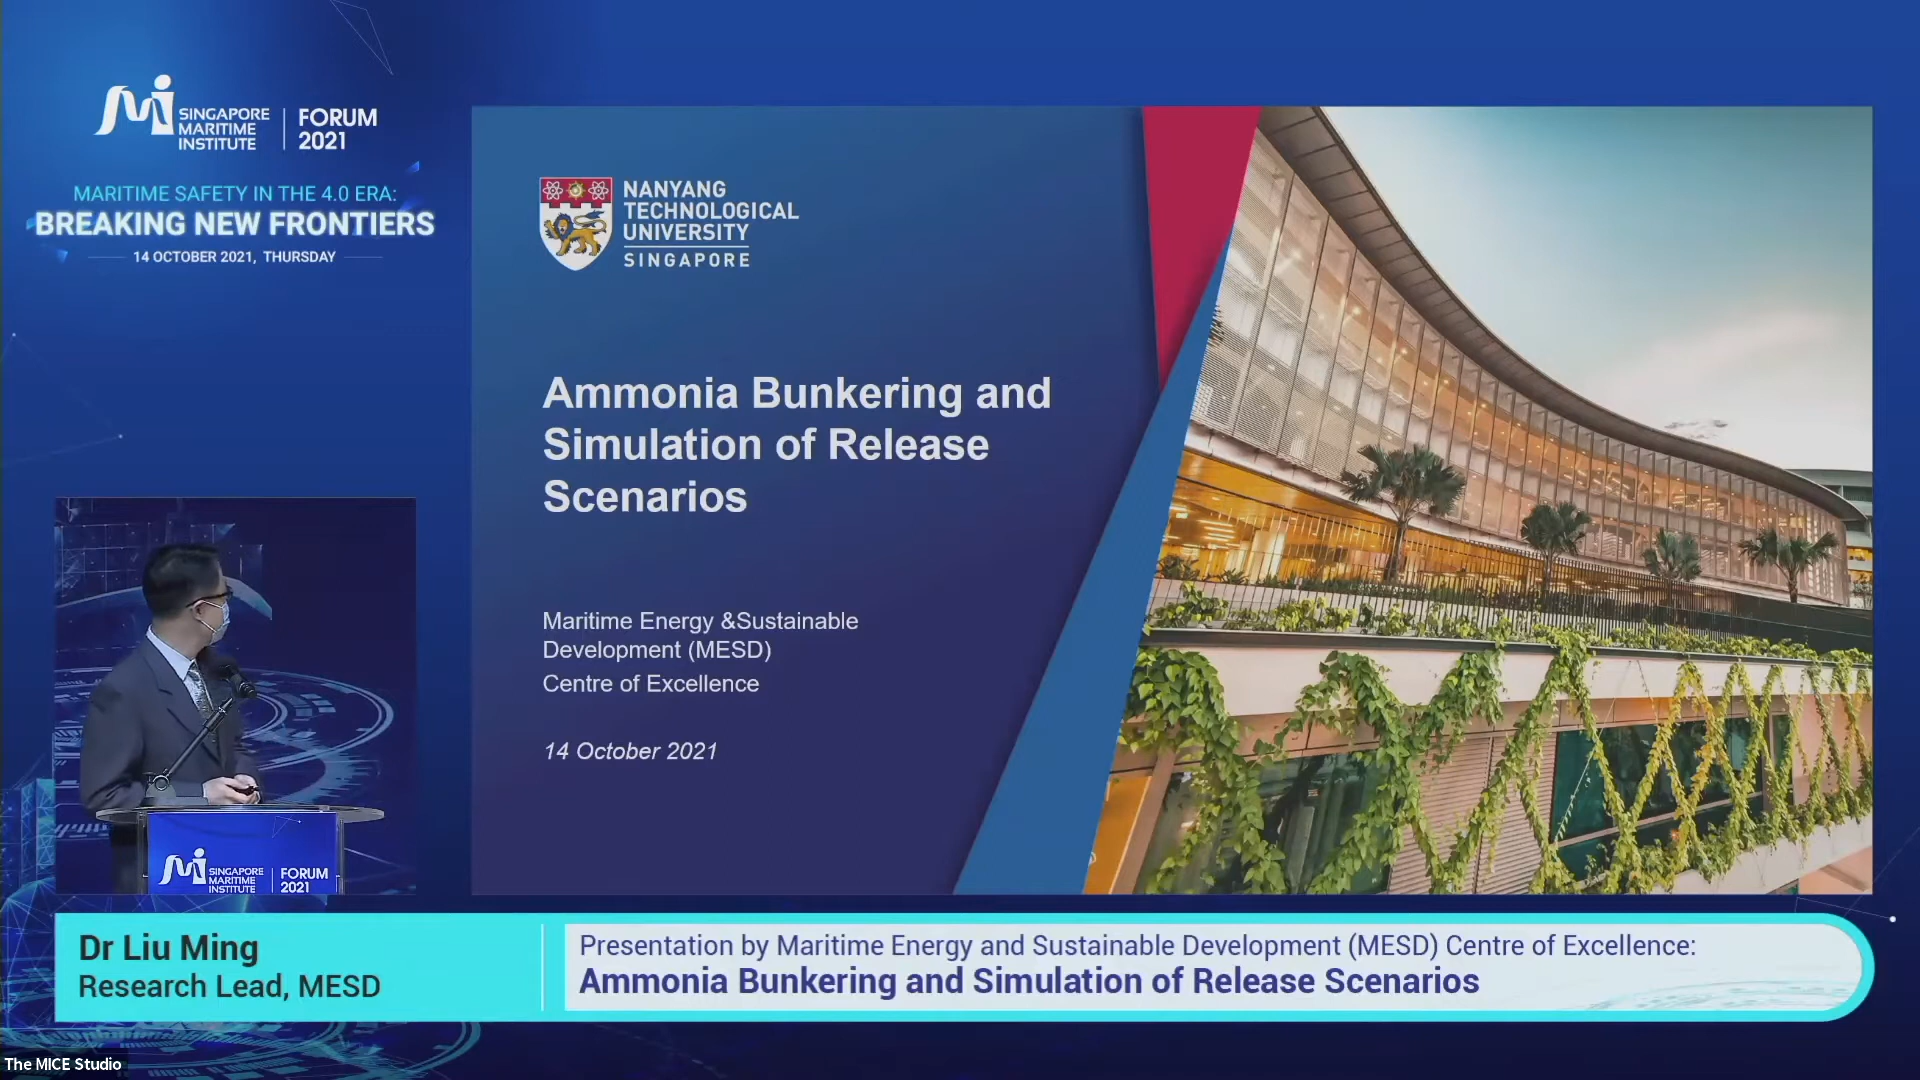 SINGAPORE
MARITIME
INSTITUTE
FORUM
2021
MARITIME SAFETY IN THE 4.0 ERA:
BREAKING NEW FRONTIERS
14 OCTOBER 2021, THURSDAY
NANYANG
TECHNOLOGICAL
UNIVERSITY
SINGAPORE
Ammonia Bunkering and
Simulation of Release
Scenarios
Maritime Energy &Sustainable
Development (MESD)
Centre of Excellence
14 October 2021
SINGAPORE
MARITIME
INSTITUTE
FORUM
2021
Dr Liu Ming
Research Lead, MESD
Presentation by Maritime Energy and Sustainable Development (MESD) Centre of Excellence:
Ammonia Bunkering and Simulation of Release Scenarios
The MICE Studio